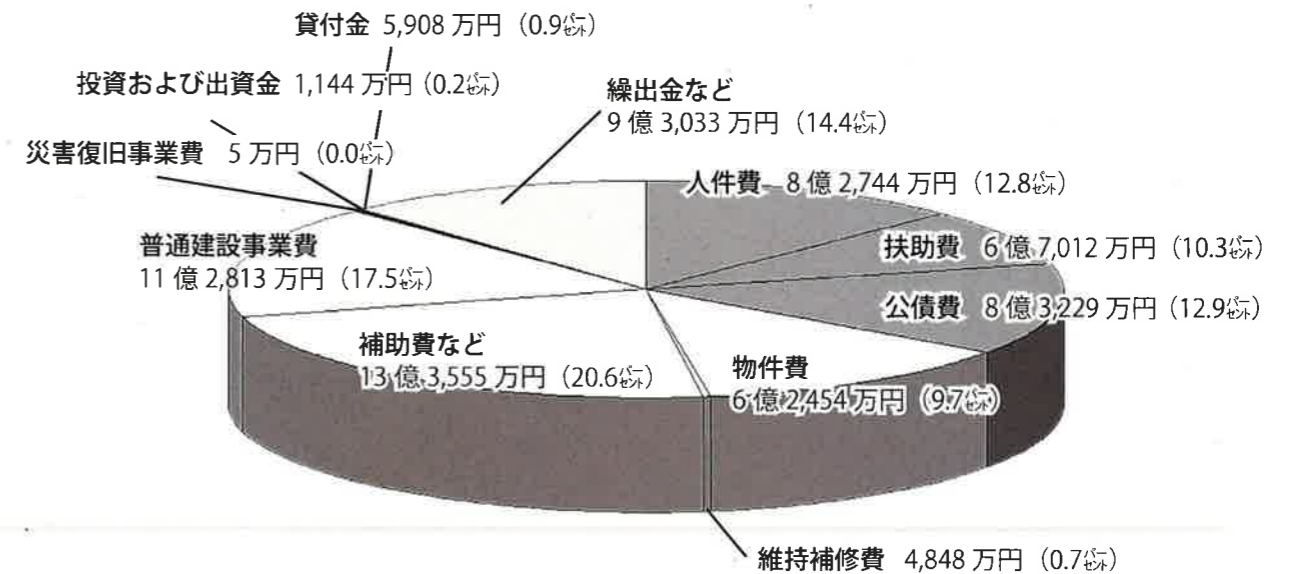 貸付金 5,908 万円（0.9㌫）
投資および出資金 1,144 万円（0.2㌫）
繰出金など
9 億 3,033 万円（14.4㌫）
災害復旧事業費 5 万円（0.0㌫）
人件費 8 億 2,744 万円（12.8㌫）
普通建設事業費
11 億 2,813 万円（17.5㌫）
扶助費 6 億 7,012 万円（10.3㌫）
公債費 8 億 3,229 万円（12.9㌫）
補助費など
13 億 3,555 万円（20.6㌫）
物件費
6 億 2,454 万円（9.7㌫）
維持補修費 4,848 万円（0.7㌫）